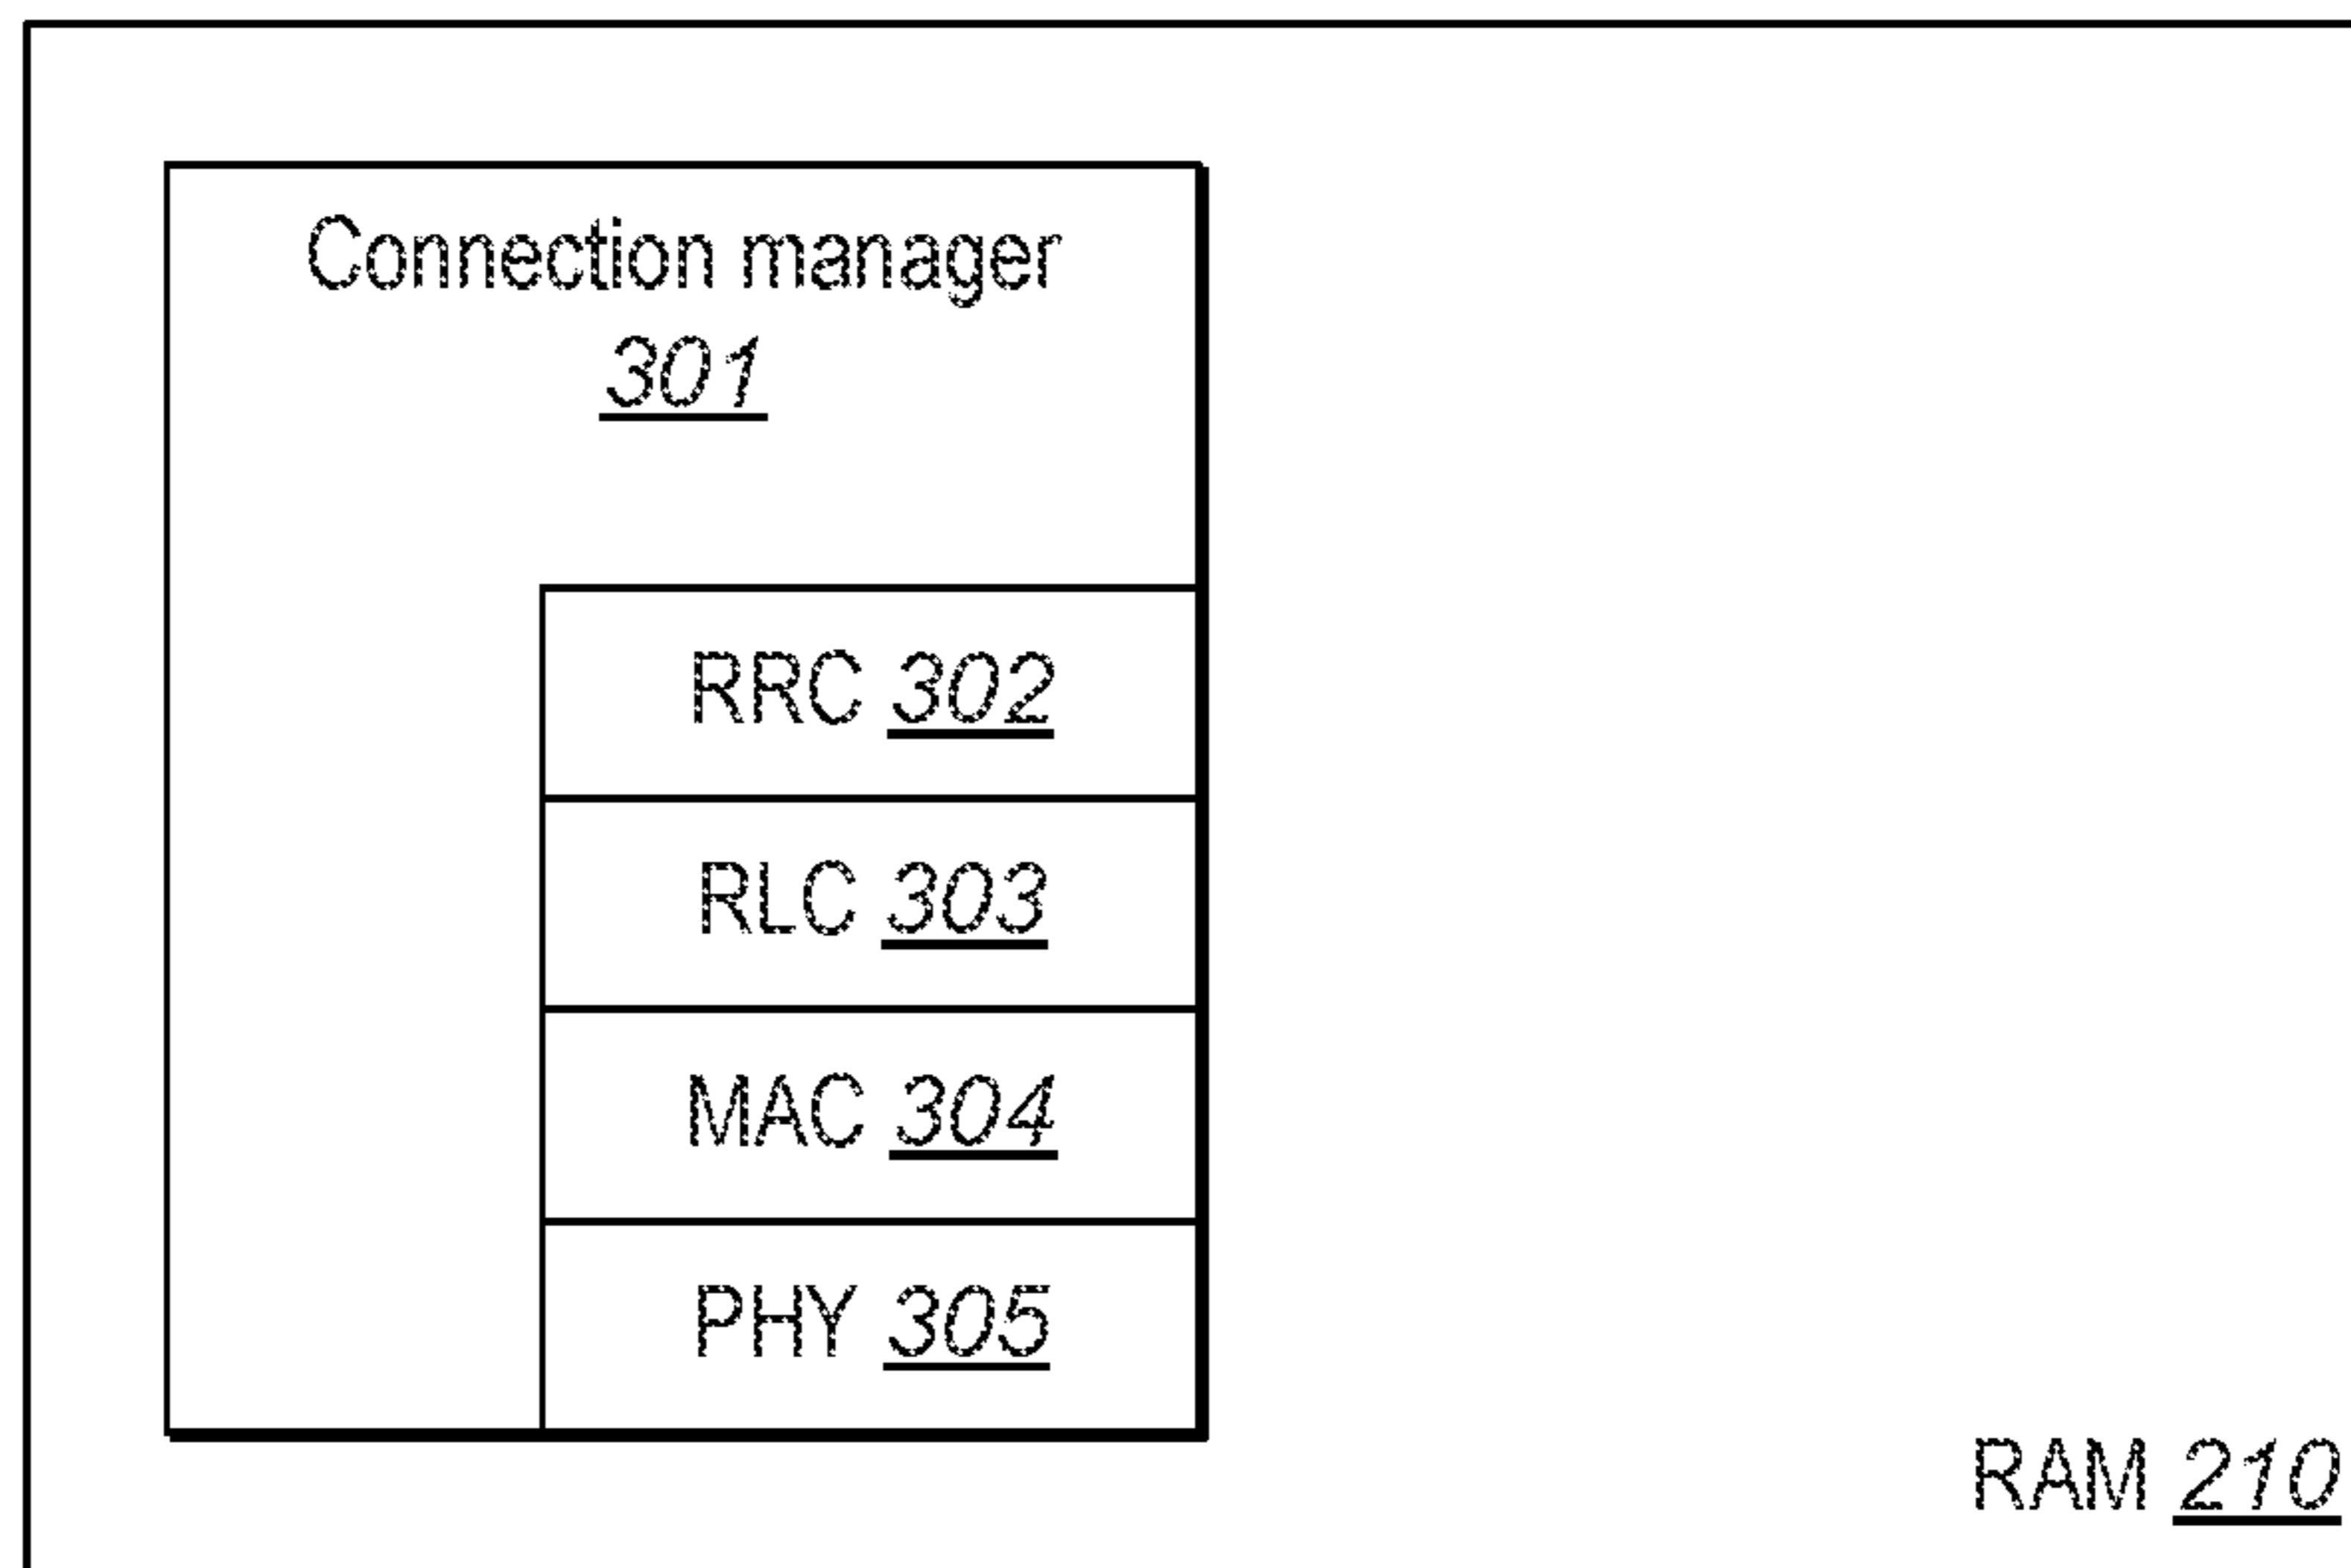 Connection manager
301
RRC 302
RLC 303
MAC 304
PHY 305
RAM 210